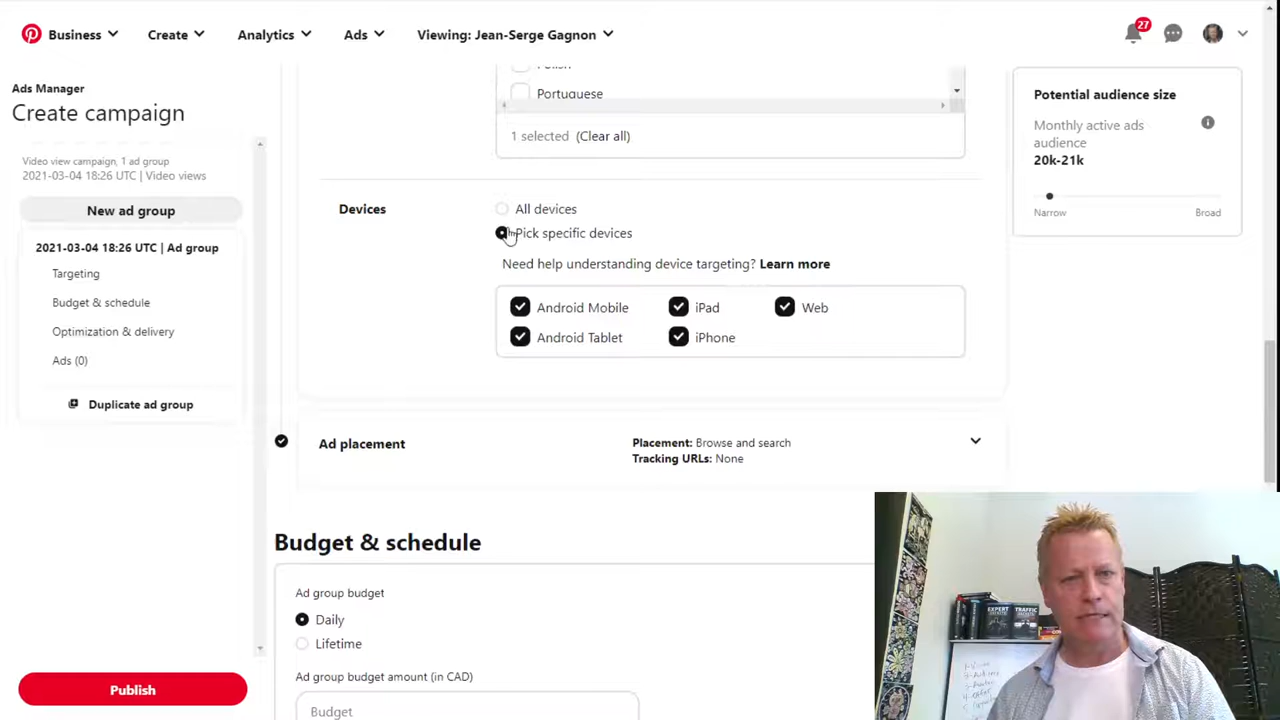 Business
Create
Analytics
Ads
Viewing: Jean-Serge Gagnon
27
Ads Manager
Create campaign
Video view campaign, 1 ad group
2021-03-04 18:26 UTC | Video views
New ad group
2021-03-04 18:26 UTC | Ad group
Targeting
Budget & schedule
Optimization & delivery
Ads (0)
Duplicate ad group
Publish
Polish
Portuguese
1 selected (Clear all)
Devices
All devices
Pick specific devices
Need help understanding device targeting? Learn more
Android Mobile
iPad
Web
Android Tablet
iPhone
Ad placement
Placement: Browse and search
Tracking URLs: None
Budget & schedule
Ad group budget
Daily
Lifetime
Ad group budget amount (in CAD)
Budget
Potential audience size
Monthly active ads
audience
20k-21k
Narrow
Broad
EXPERT
SECRETS
TRAFFIC
SECRETS